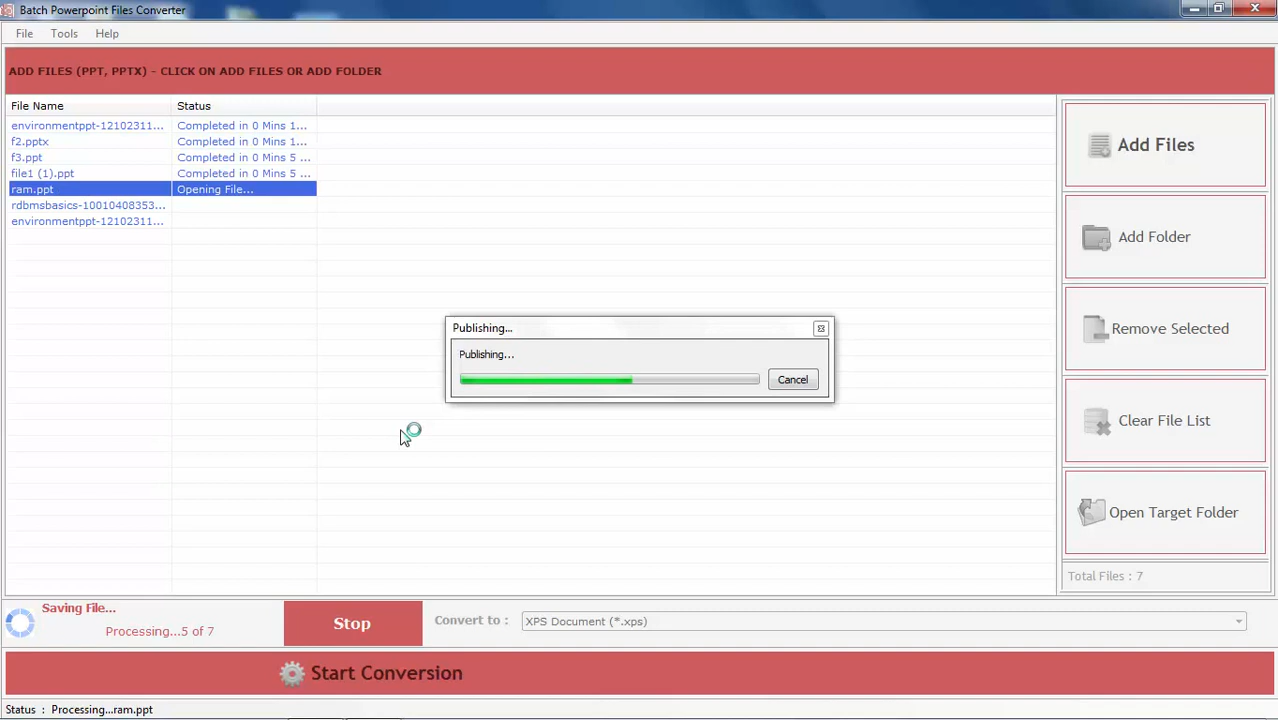 Batch Powerpoint Files Converter
File Tools Help
ADD FILES (PPT, PPTX) - CLICK ON ADD FILES OR ADD FOLDER
File Name Status
environmentppt-12102311... Completed in 0 Mins 1...
f2.pptx Completed in 0 Mins 1...
f3.ppt Completed in 0 Mins 5 ...
file1 (1).ppt Completed in 0 Mins 5 ...
ram.ppt Opening File...
rdbmsbasics-10010408353...
environmentppt-12102311...
Publishing...
Publishing...
Cancel
Add Files
Add Folder
Remove Selected
Clear File List
Open Target Folder
Total Files : 7
Saving File...
Processing...5 of 7
Stop
Convert to : XPS Document (*.xps)
Start Conversion
Status : Processing...ram.ppt